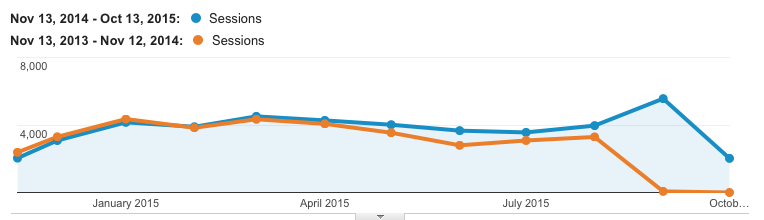 Nov 13, 2014 - Oct 13, 2015: Sessions
Nov 13, 2013 - Nov 12, 2014: Sessions
8,000
4,000
January 2015 April 2015 July 2015 Octob...